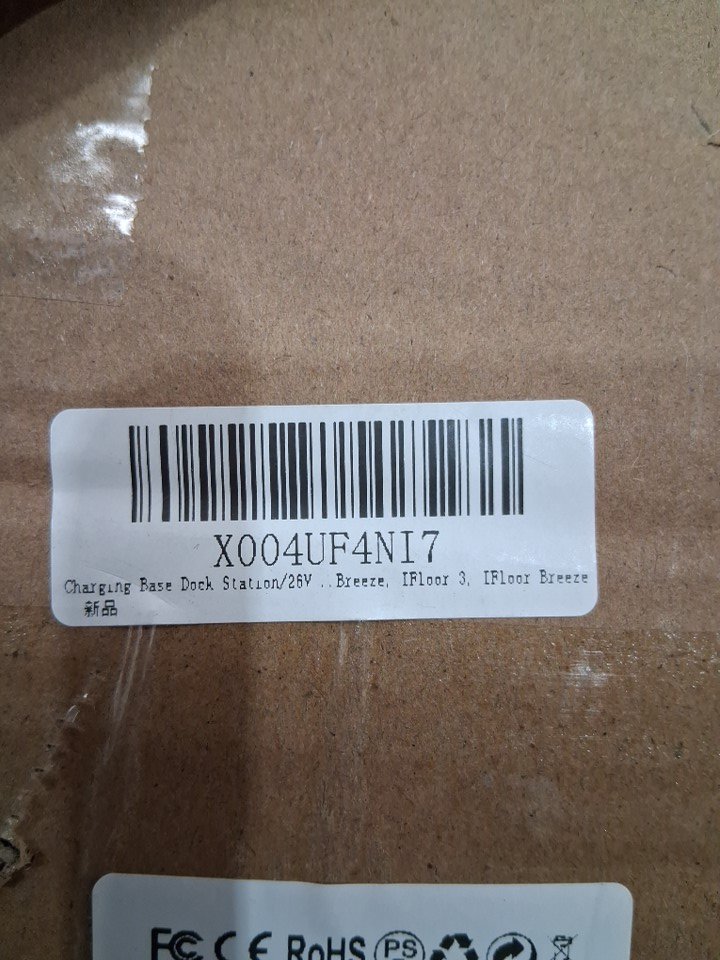 X004UF4NI7
Charging Base Dock Station/26V ...Breeze, IFloor 3, IFloor Breeze
新品
FC CE RoHS PS